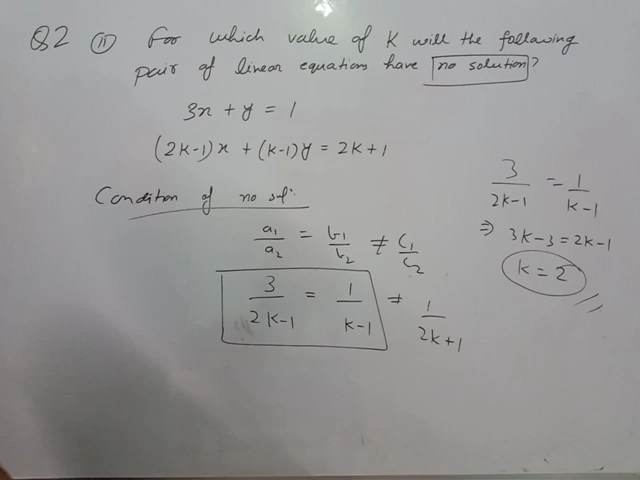 Q2 (ii) For which value of K will the following
pair of linear equations have no solution?
3x + y = 1
(2K-1)x + (K-1)y = 2K+1
Condition of no solⁿ.
a₁/a₂ = b₁/b₂ ≠ c₁/c₂
3/(2K-1) = 1/(K-1) ≠ 1/(2K+1)
3/(2K-1) = 1/(K-1)
⇒ 3K-3 = 2K-1
K = 2